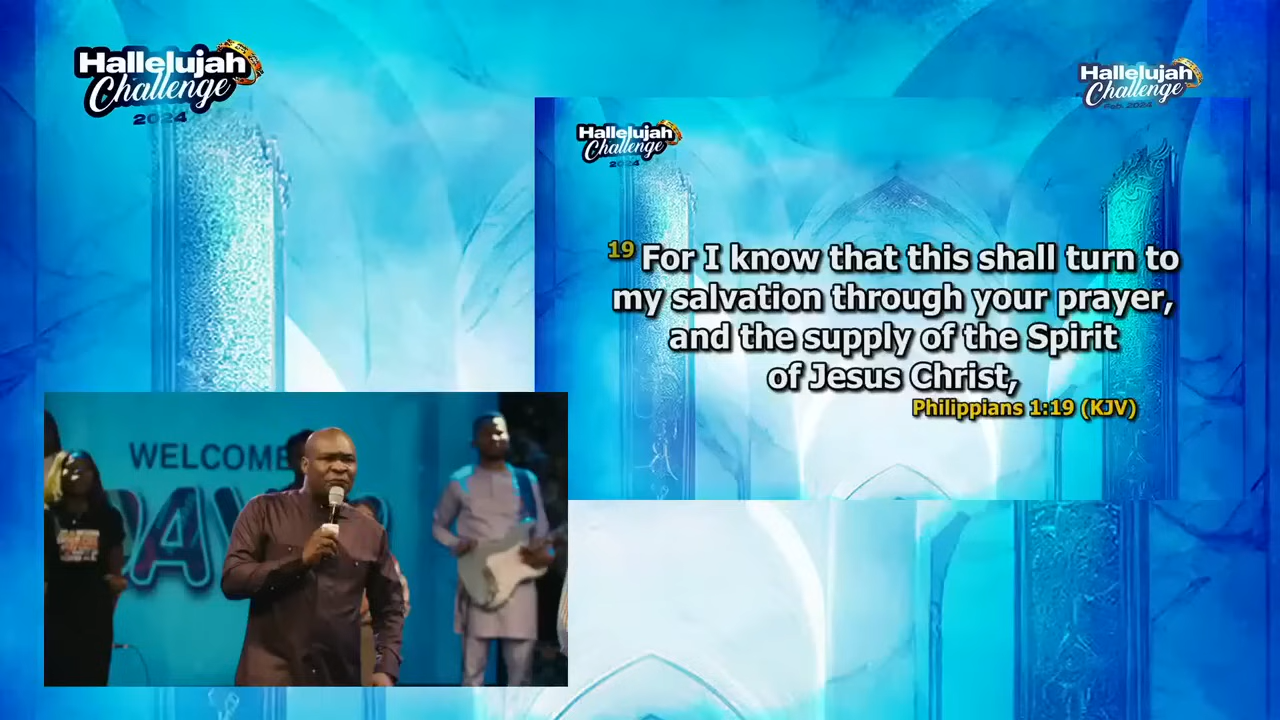 Hallelujah
Challenge
2024
Hallelujah
Challenge
Feb. 2024
Hallelujah
Challenge
2024
19 For I know that this shall turn to
my salvation through your prayer,
and the supply of the Spirit
of Jesus Christ,
Philippians 1:19 (KJV)
WELCOME